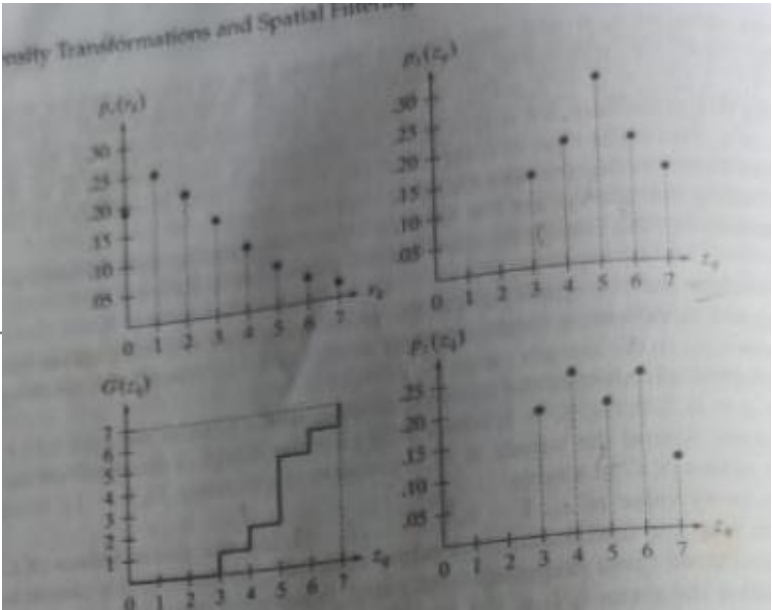 nsity Transformations and Spatial Filtering
p_r(r_k)
.30
.25
.20
.15
.10
.05
0 1 2 3 4 5 6 7 r_k
p_z(z_q)
.30
.25
.20
.15
.10
.05
0 1 2 3 4 5 6 7 z_q
G(z_q)
7
6
5
4
3
2
1
0 1 2 3 4 5 6 7 z_q
p_z(z_q)
.25
.20
.15
.10
.05
0 1 2 3 4 5 6 7 z_q